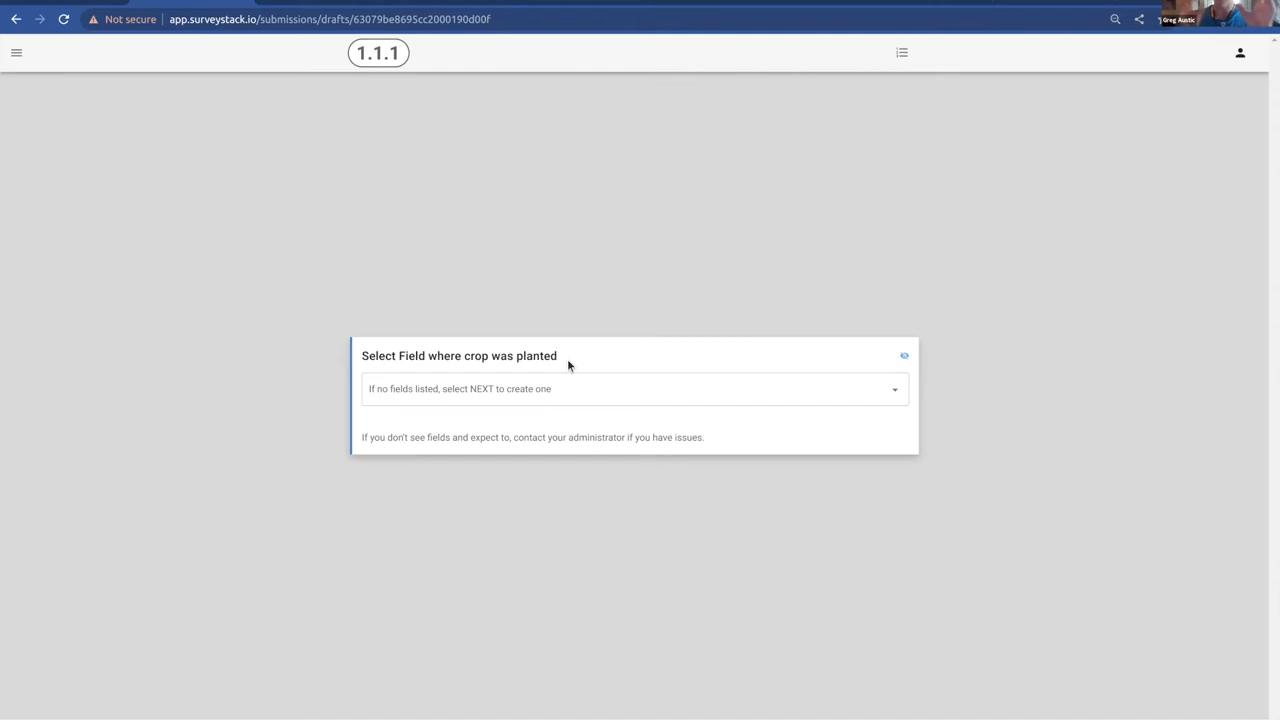 Not secure
app.surveystack.io/submissions/drafts/63079be8695cc2000190d00f
Greg Austic
1.1.1
Select Field where crop was planted
If no fields listed, select NEXT to create one
If you don't see fields and expect to, contact your administrator if you have issues.